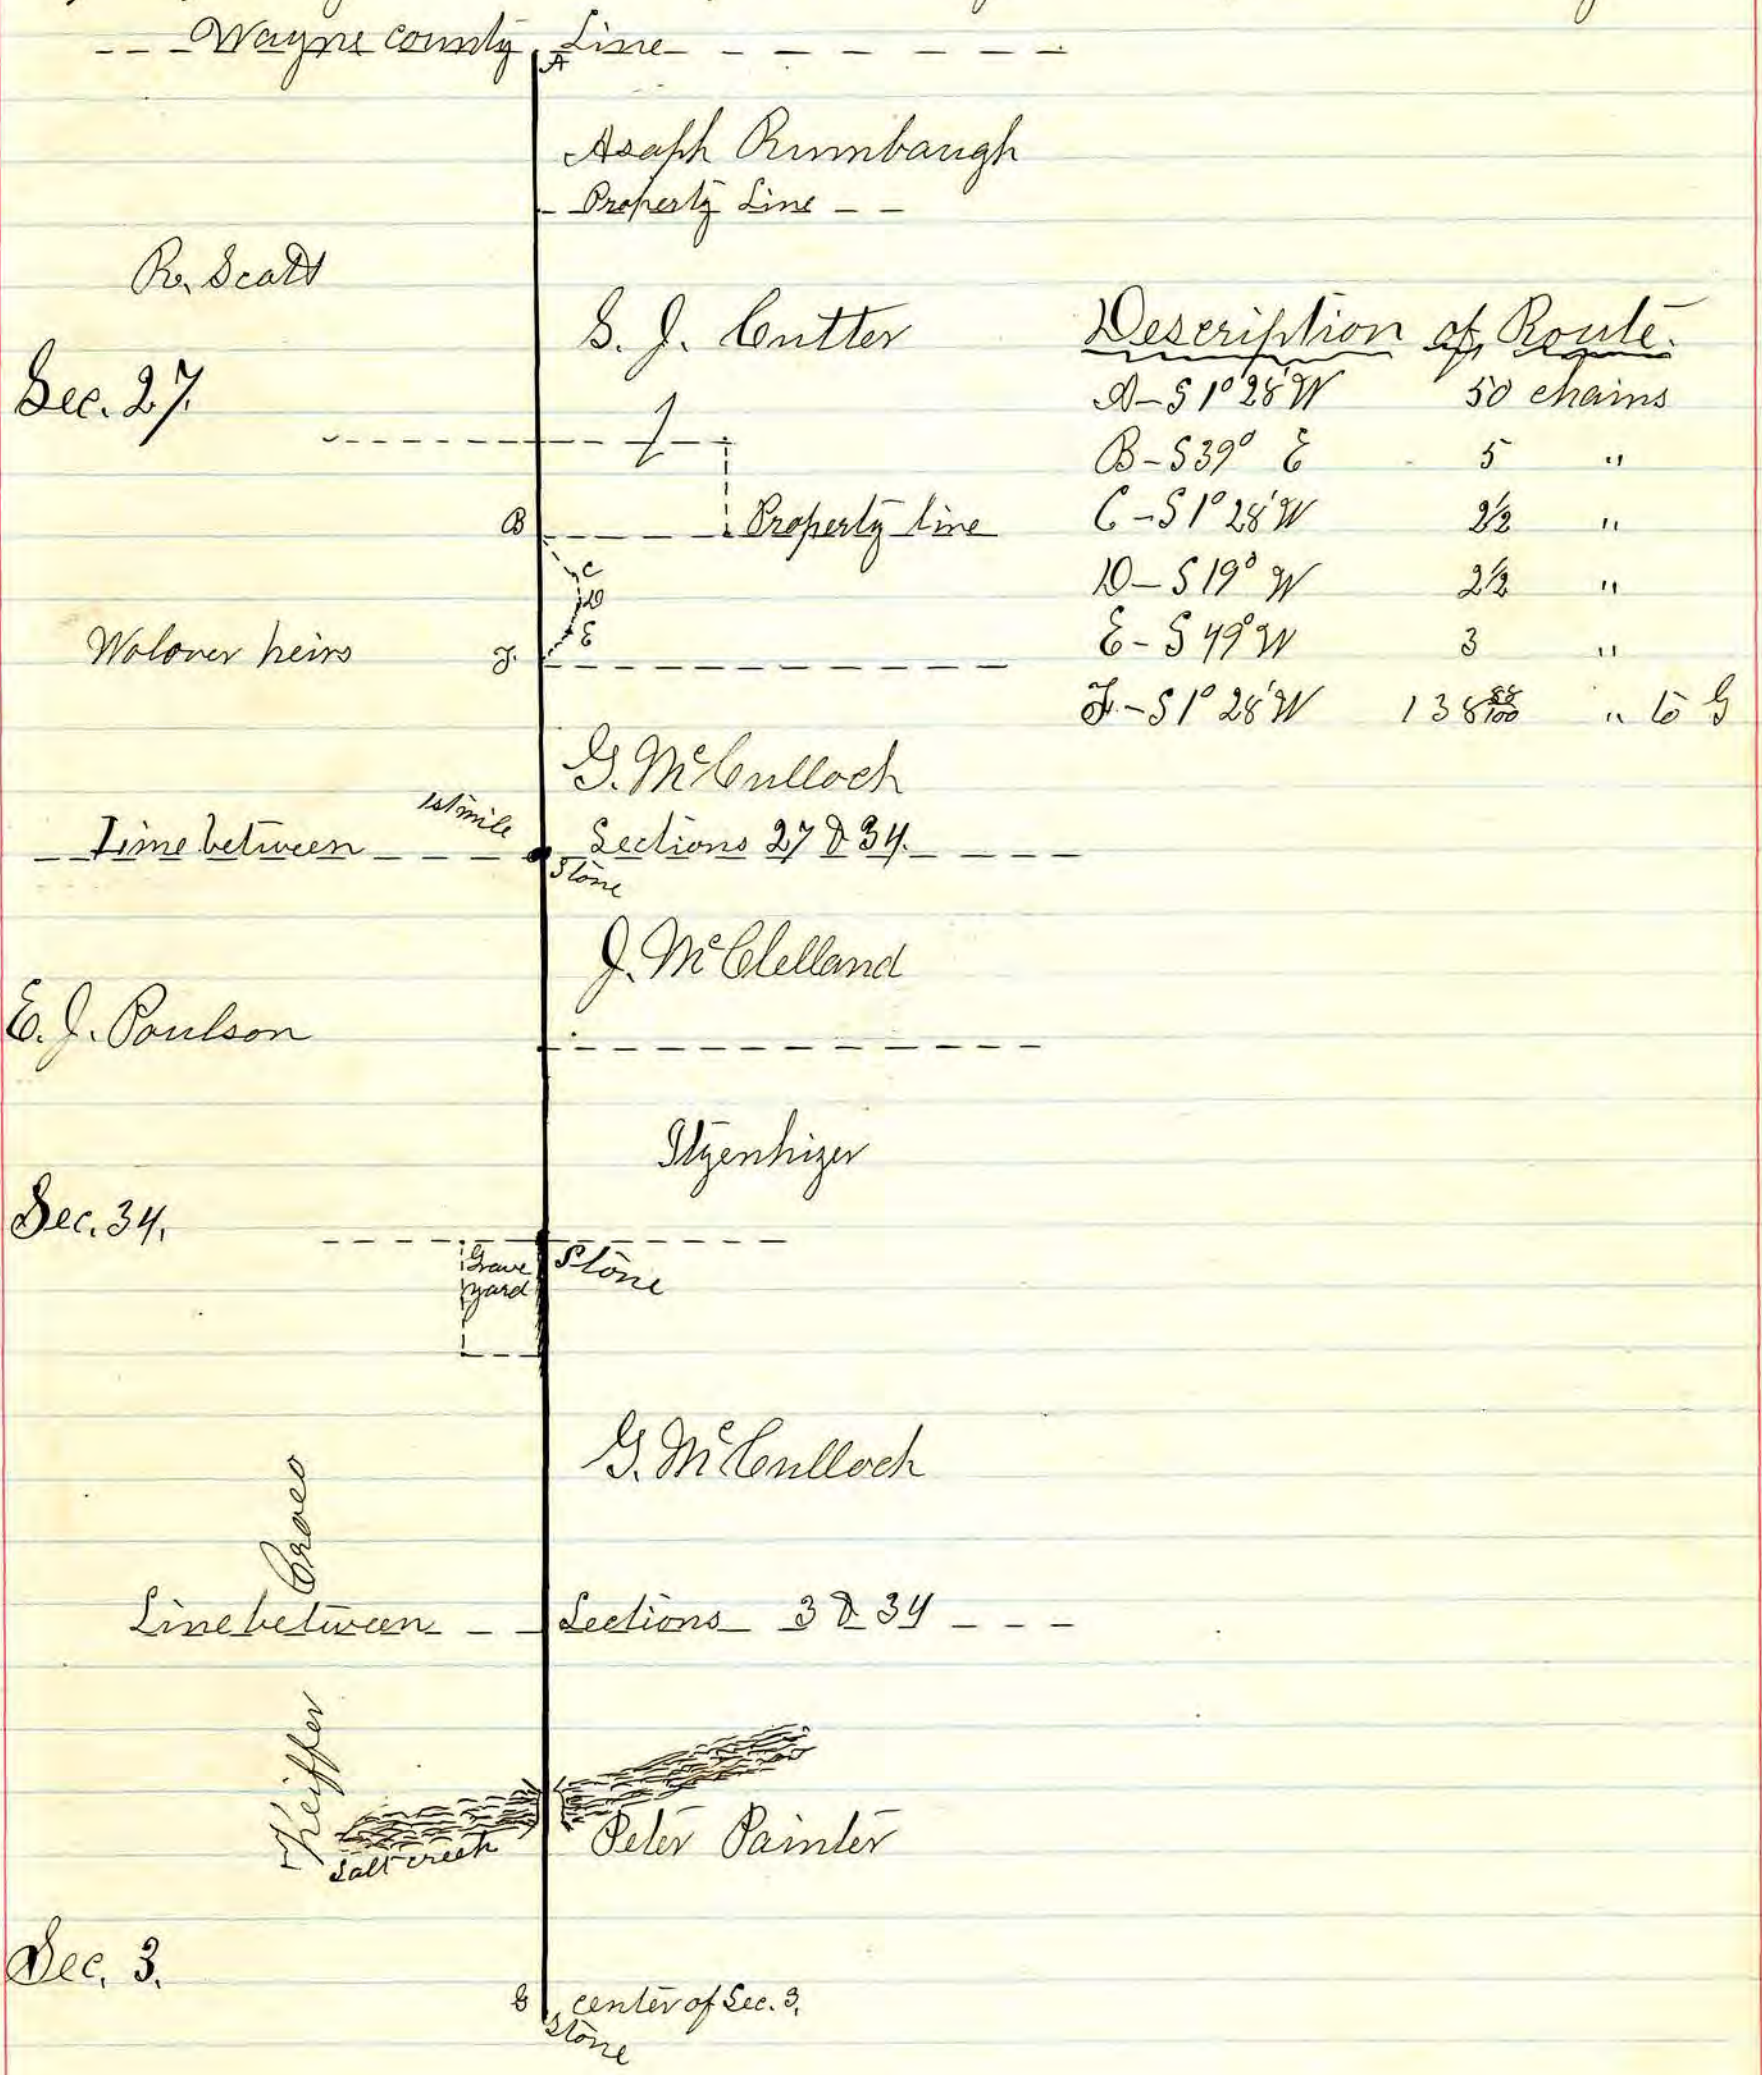 Wayne County Line
A
Asaph Rumbaugh
Property Line
R. Scott
S. J. Cutter
Sec. 27.
Description of Route.
A – S 1° 28' W 50 chains
B – S 39° E 5 "
C – S 1° 28' W 2½ "
D – S 19° W 2½ "
E – S 49° W 3 "
F – S 1° 28' W 138 88/100 " to G
B
Property line
C
D
E
Wolover heirs
F.
G. McCulloch
1st mile
Line between Sections 27 & 34.
Stone
J. McClelland
E. J. Poulson
Sec. 34.
Grave yard
Stone
G. McCulloch
Line between Sections 3 & 34
Keiffer
Salt creek
Peter Painter
Sec. 3.
G
center of Sec. 3.
Stone